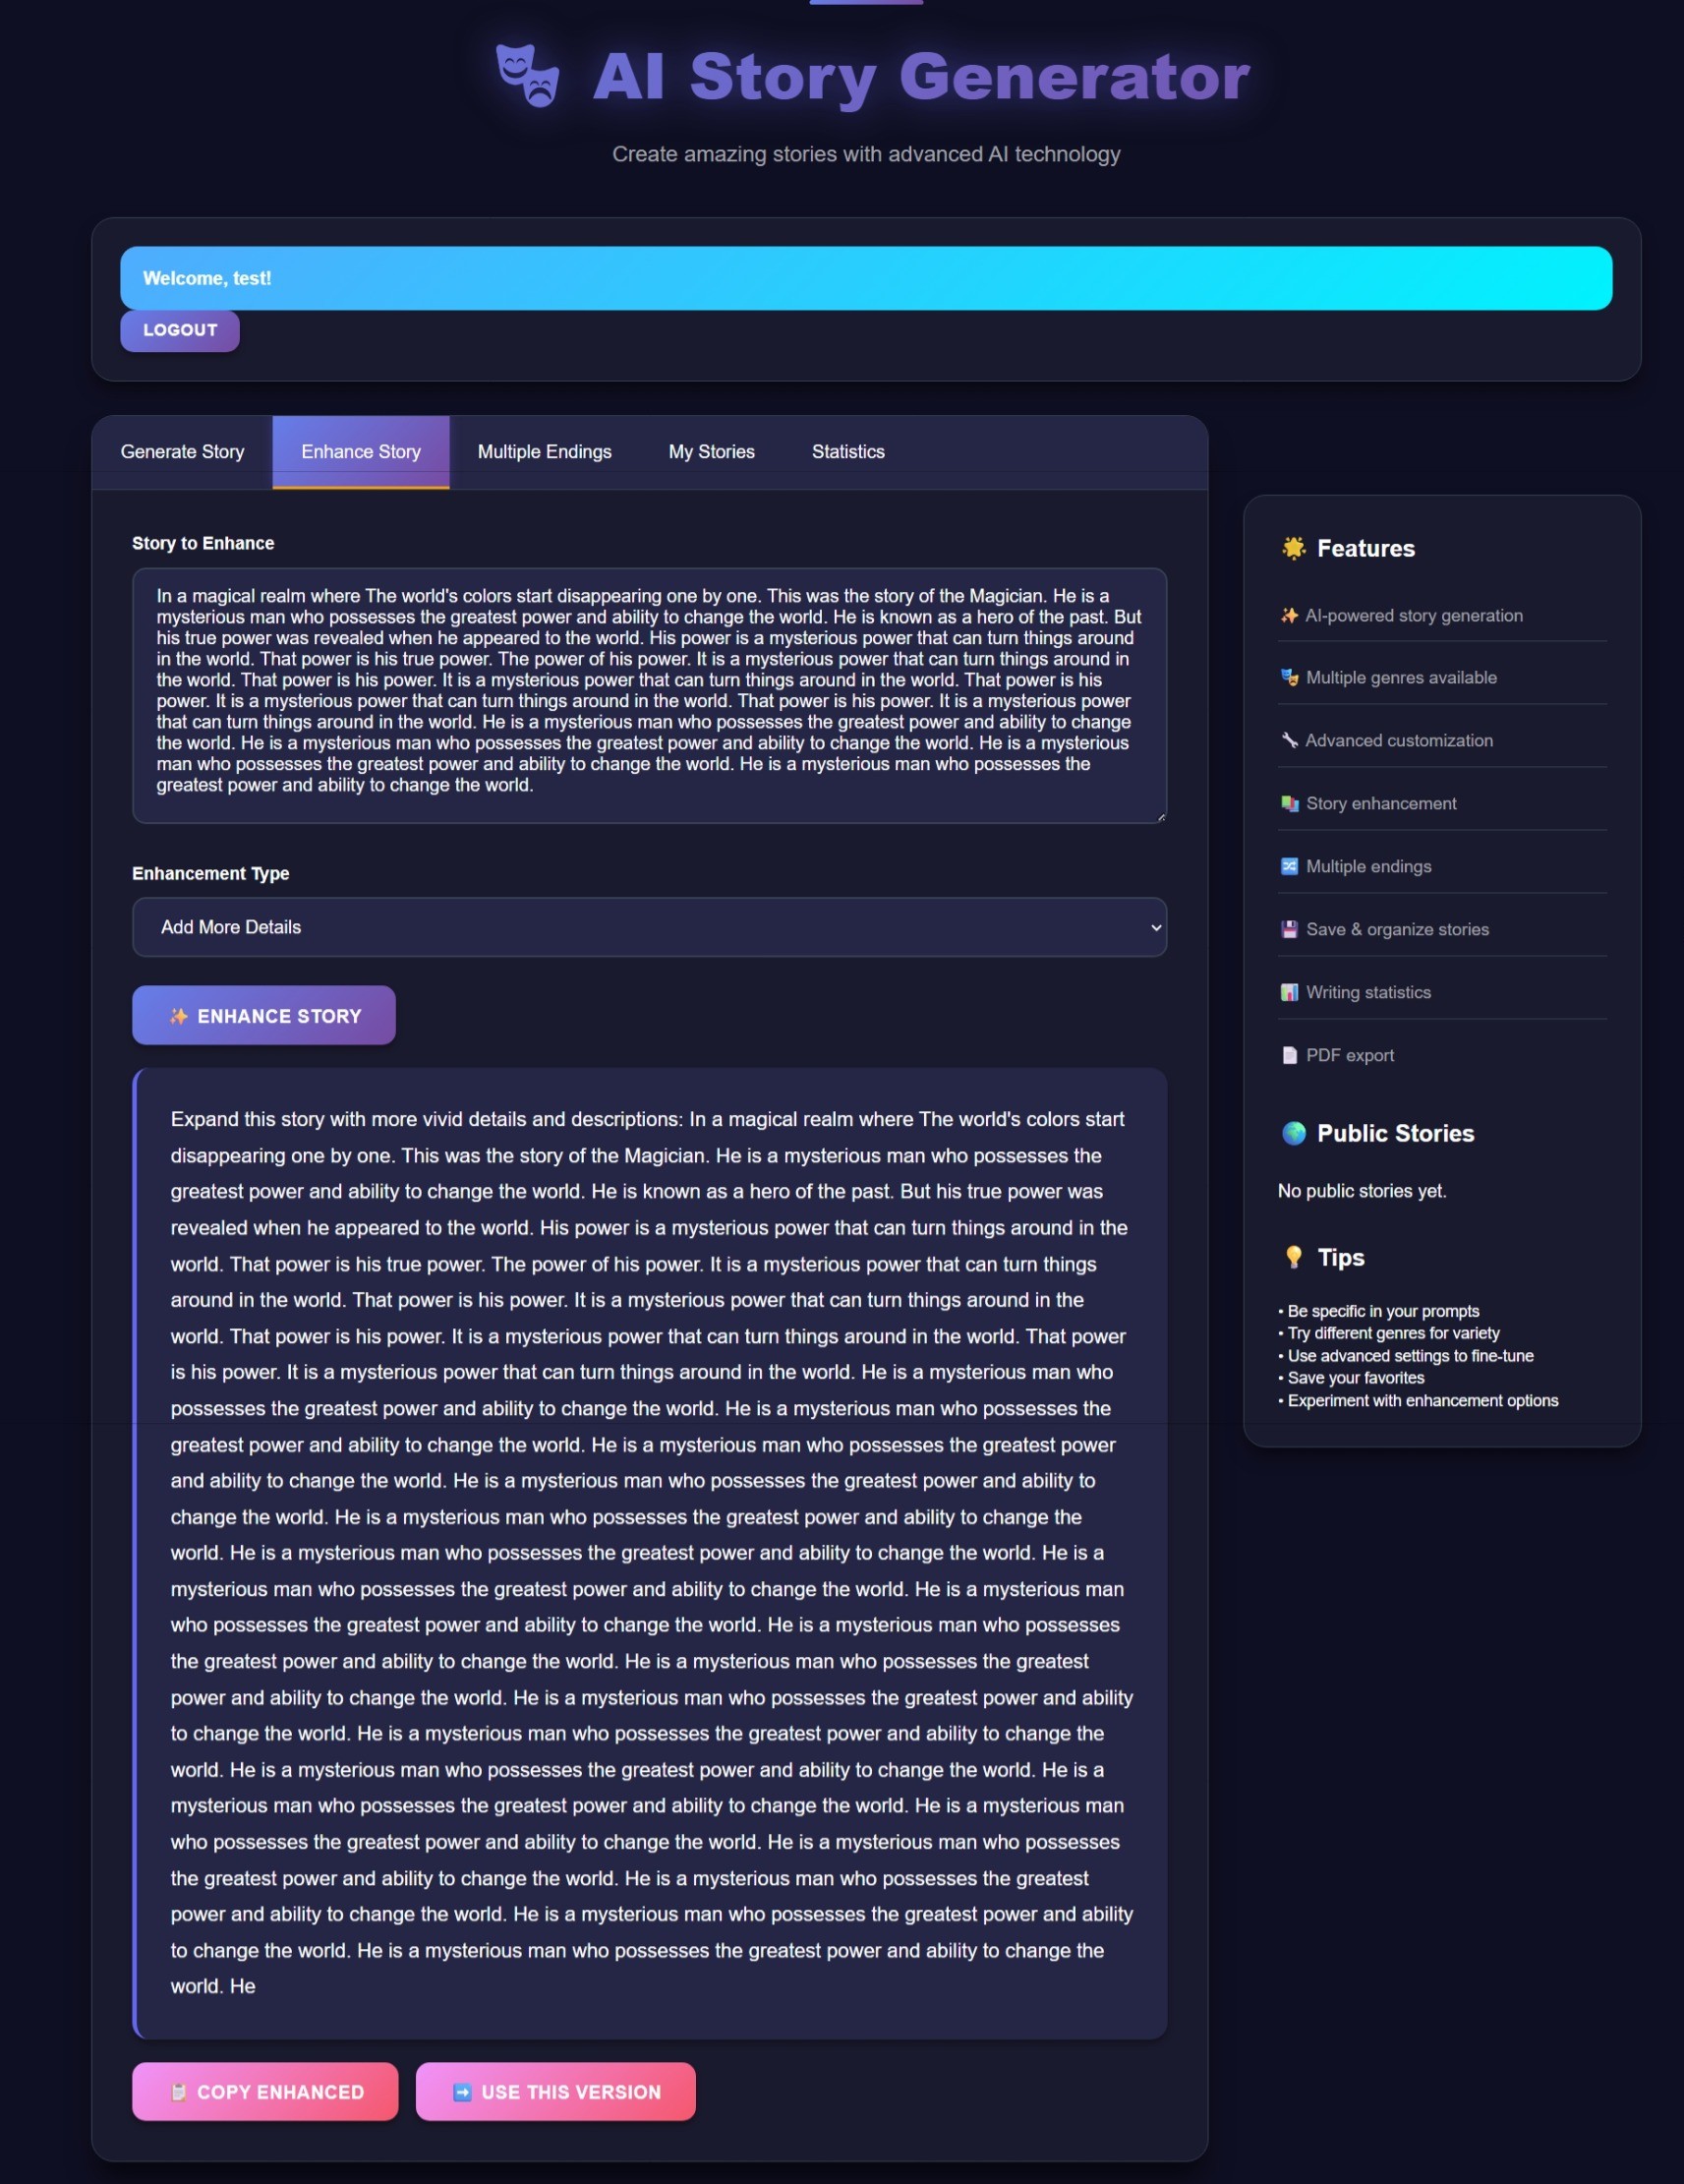 🎭 AI Story Generator
Create amazing stories with advanced AI technology
Welcome, test!
LOGOUT
Generate Story
Enhance Story
Multiple Endings
My Stories
Statistics
Story to Enhance
In a magical realm where The world's colors start disappearing one by one. This was the story of the Magician. He is a
mysterious man who possesses the greatest power and ability to change the world. He is known as a hero of the past. But
his true power was revealed when he appeared to the world. His power is a mysterious power that can turn things around
in the world. That power is his true power. The power of his power. It is a mysterious power that can turn things around in
the world. That power is his power. It is a mysterious power that can turn things around in the world. That power is his
power. It is a mysterious power that can turn things around in the world. That power is his power. It is a mysterious power
that can turn things around in the world. He is a mysterious man who possesses the greatest power and ability to change
the world. He is a mysterious man who possesses the greatest power and ability to change the world. He is a mysterious
man who possesses the greatest power and ability to change the world. He is a mysterious man who possesses the
greatest power and ability to change the world.
Enhancement Type
Add More Details
✨ ENHANCE STORY
Expand this story with more vivid details and descriptions: In a magical realm where The world's colors start
disappearing one by one. This was the story of the Magician. He is a mysterious man who possesses the
greatest power and ability to change the world. He is known as a hero of the past. But his true power was
revealed when he appeared to the world. His power is a mysterious power that can turn things around in the
world. That power is his true power. The power of his power. It is a mysterious power that can turn things
around in the world. That power is his power. It is a mysterious power that can turn things around in the
world. That power is his power. It is a mysterious power that can turn things around in the world. That power
is his power. It is a mysterious power that can turn things around in the world. He is a mysterious man who
possesses the greatest power and ability to change the world. He is a mysterious man who possesses the
greatest power and ability to change the world. He is a mysterious man who possesses the greatest power
and ability to change the world. He is a mysterious man who possesses the greatest power and ability to
change the world. He is a mysterious man who possesses the greatest power and ability to change the
world. He is a mysterious man who possesses the greatest power and ability to change the world. He is a
mysterious man who possesses the greatest power and ability to change the world. He is a mysterious man
who possesses the greatest power and ability to change the world. He is a mysterious man who possesses
the greatest power and ability to change the world. He is a mysterious man who possesses the greatest
power and ability to change the world. He is a mysterious man who possesses the greatest power and ability
to change the world. He is a mysterious man who possesses the greatest power and ability to change the
world. He is a mysterious man who possesses the greatest power and ability to change the world. He is a
mysterious man who possesses the greatest power and ability to change the world. He is a mysterious man
who possesses the greatest power and ability to change the world. He is a mysterious man who possesses
the greatest power and ability to change the world. He is a mysterious man who possesses the greatest
power and ability to change the world. He is a mysterious man who possesses the greatest power and ability
to change the world. He is a mysterious man who possesses the greatest power and ability to change the
world. He
📋 COPY ENHANCED
➡️ USE THIS VERSION
🌟 Features
✨ AI-powered story generation
🎭 Multiple genres available
🔧 Advanced customization
📚 Story enhancement
🔀 Multiple endings
💾 Save & organize stories
📊 Writing statistics
📄 PDF export
🌍 Public Stories
No public stories yet.
💡 Tips
• Be specific in your prompts
• Try different genres for variety
• Use advanced settings to fine-tune
• Save your favorites
• Experiment with enhancement options